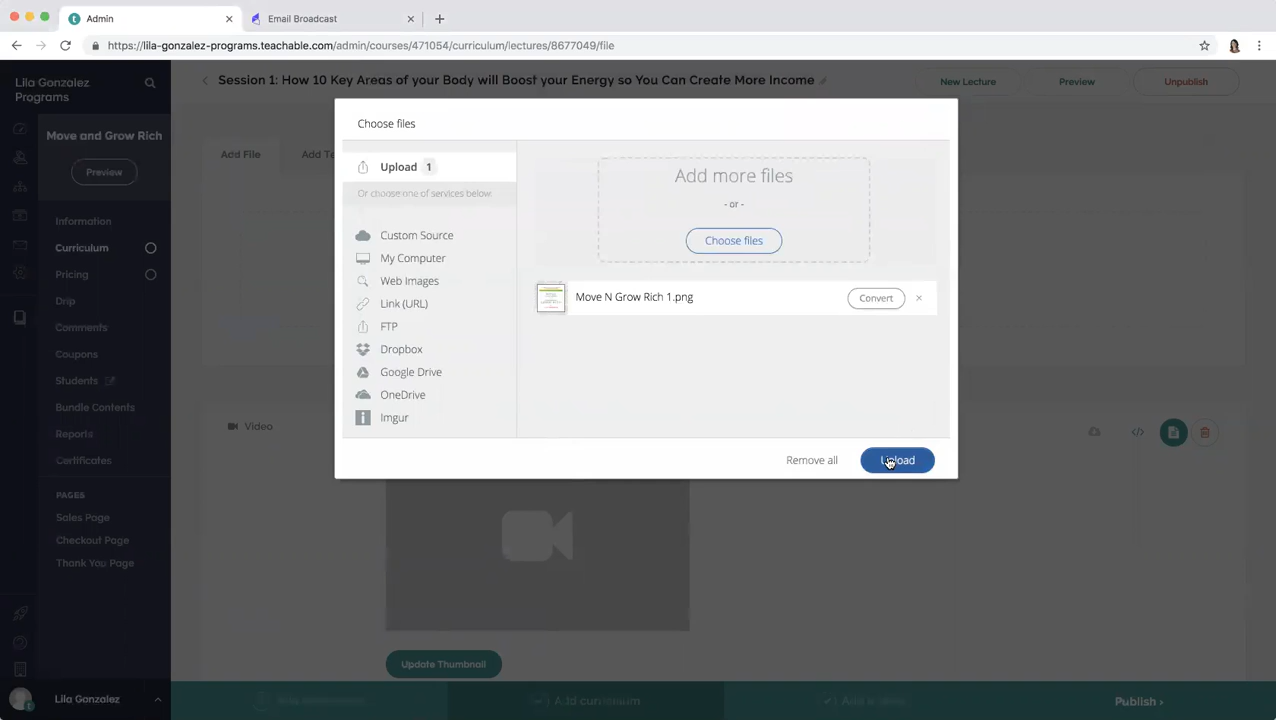 Admin
Email Broadcast
https://lila-gonzalez-programs.teachable.com/admin/courses/471054/curriculum/lectures/8677049/file
Lila Gonzalez
Programs
Session 1: How 10 Key Areas of your Body will Boost your Energy so You Can Create More Income
New Lecture
Preview
Unpublish
Move and Grow Rich
Preview
Information
Curriculum
Pricing
Drip
Comments
Coupons
Students
Bundle Contents
Reports
Certificates
PAGES
Sales Page
Checkout Page
Thank You Page
Lila Gonzalez
Add File
Add Te
Choose files
Upload 1
Or choose one of services below.
Custom Source
My Computer
Web Images
Link (URL)
FTP
Dropbox
Google Drive
OneDrive
Imgur
Add more files
- or -
Choose files
Move N Grow Rich 1.png
Convert
Remove all
Upload
Video
Update Thumbnail
Add curriculum
Publish ›